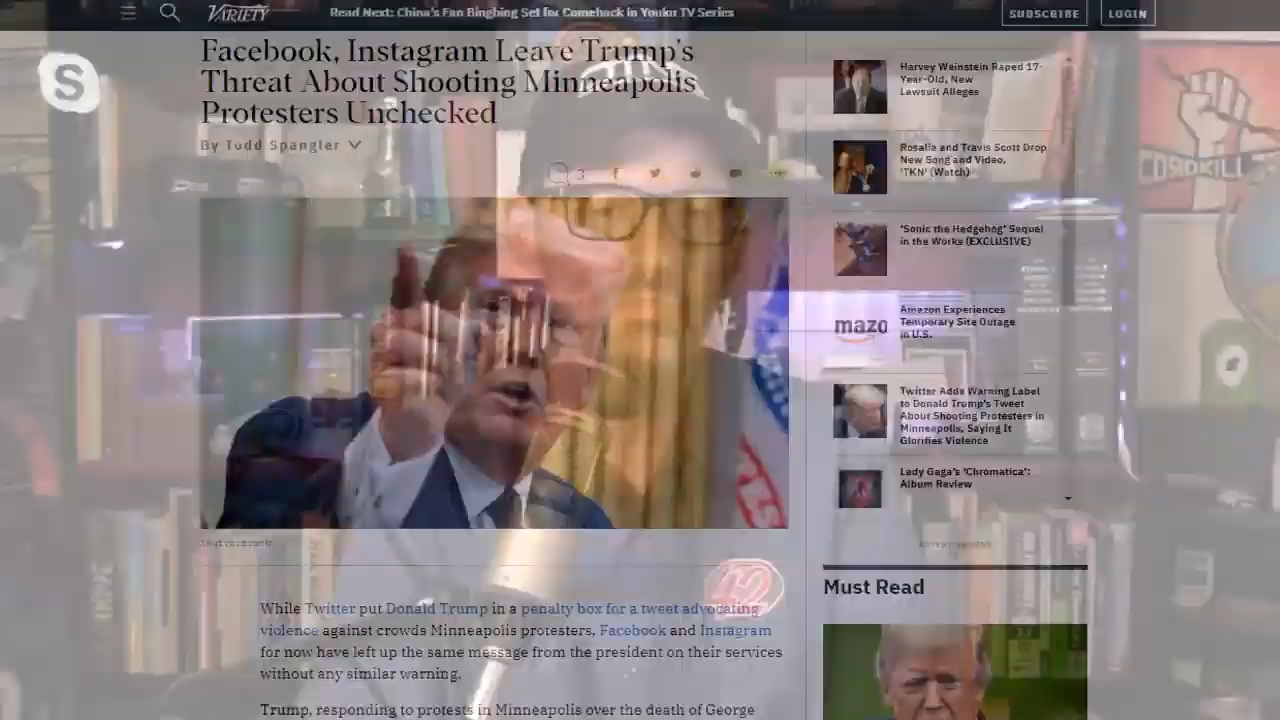 VARIETY
Read Next: China's Fan Bingbing Set for Comeback in Youku TV Series
SUBSCRIBE
LOGIN
S
Facebook, Instagram Leave Trump's
Threat About Shooting Minneapolis
Protesters Unchecked
By Todd Spangler
3
Harvey Weinstein Raped 17-
Year-Old, New
Lawsuit Alleges
Rosalía and Travis Scott Drop
New Song and Video,
'TKN' (Watch)
'Sonic the Hedgehog' Sequel
in the Works (EXCLUSIVE)
mazo
Amazon Experiences
Temporary Site Outage
in U.S.
Twitter Adds Warning Label
to Donald Trump's Tweet
About Shooting Protesters in
Minneapolis, Saying It
Glorifies Violence
Lady Gaga's 'Chromatica':
Album Review
CORDKILL
Shutterstock
ADVERTISEMENT
Must Read
While Twitter put Donald Trump in a penalty box for a tweet advocating
violence against crowds Minneapolis protesters, Facebook and Instagram
for now have left up the same message from the president on their services
without any similar warning.
Trump, responding to protests in Minneapolis over the death of George